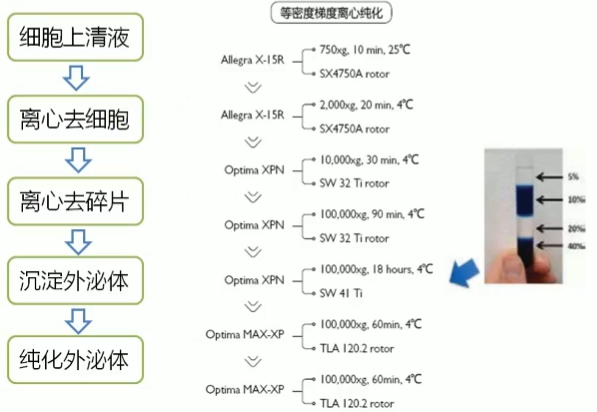 细胞上清液
离心去细胞
离心去碎片
沉淀外泌体
纯化外泌体
等密度梯度离心纯化
Allegra X-15R
750xg, 10 min, 25℃
SX4750A rotor
Allegra X-15R
2,000xg, 20 min, 4℃
SX4750A rotor
Optima XPN
10,000xg, 30 min, 4℃
SW 32 Ti rotor
Optima XPN
100,000xg, 90 min, 4℃
SW 32 Ti rotor
Optima XPN
100,000xg, 18 hours, 4℃
SW 41 Ti
Optima MAX-XP
100,000xg, 60min, 4℃
TLA 120.2 rotor
Optima MAX-XP
100,000xg, 60min, 4℃
TLA 120.2 rotor
5%
10%
20%
40%